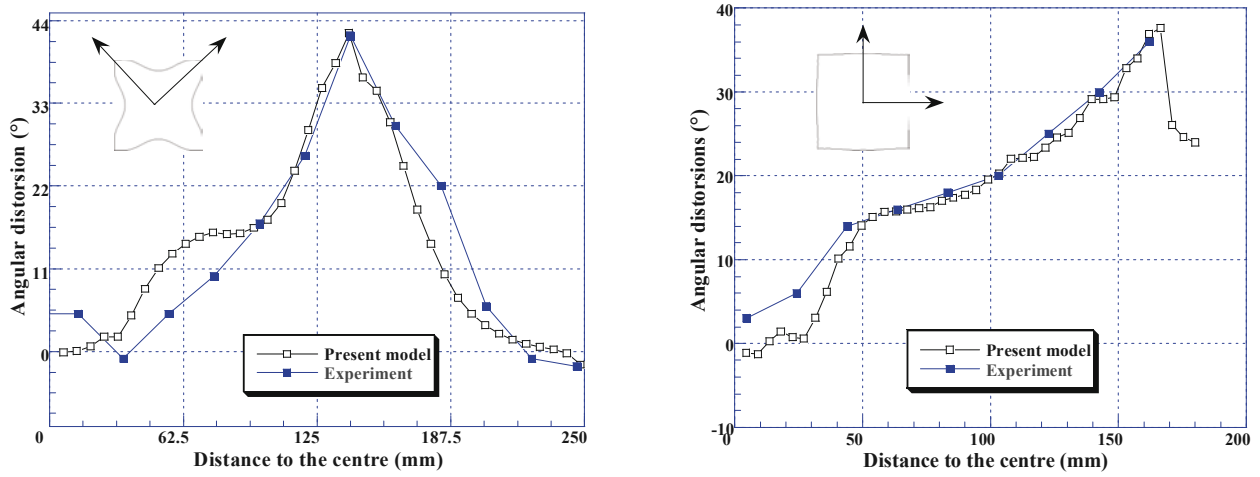 44
33
22
11
0
0
62.5
125
187.5
250
Angular distorsion (°)
Distance to the centre (mm)
Present model
Experiment
40
30
20
10
0
-10
0
50
100
150
200
Angular distorsions (°)
Distance to the centre (mm)
Present model
Experiment